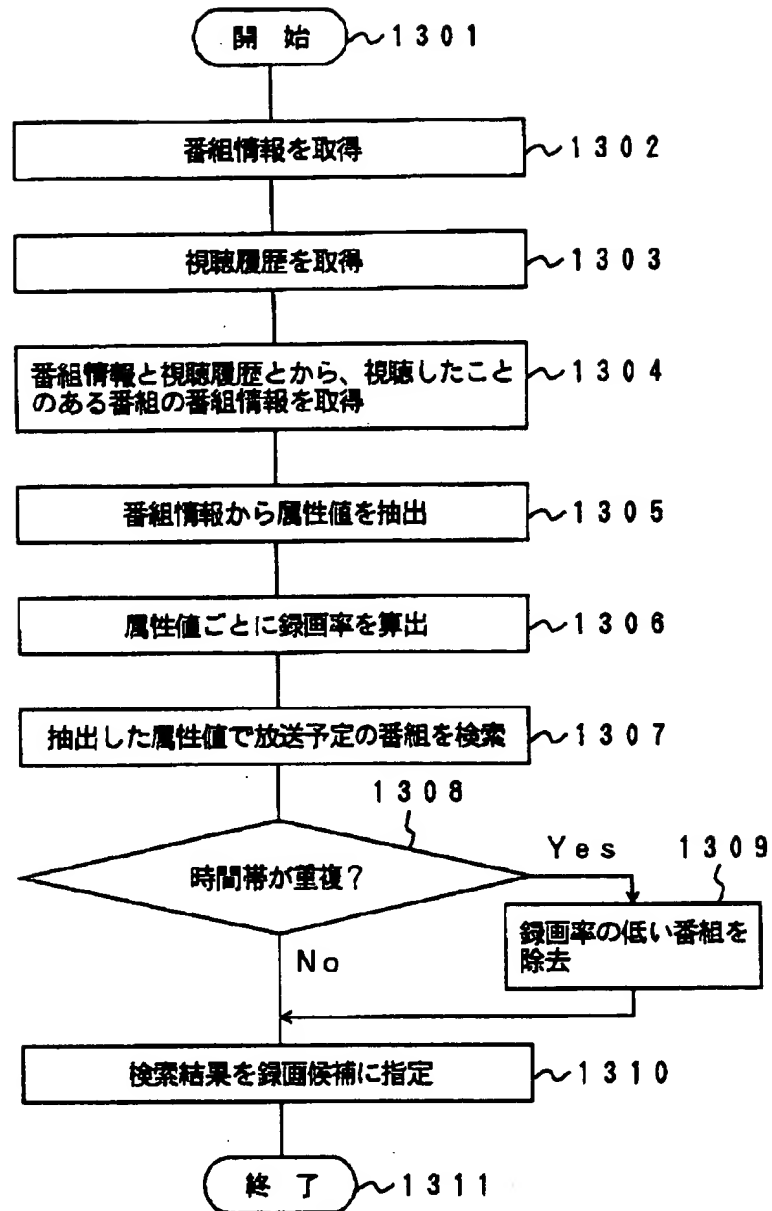 開 始 1301
番組情報を取得 1302
視聴履歴を取得 1303
番組情報と視聴履歴とから、視聴したこと
のある番組の番組情報を取得 1304
番組情報から属性値を抽出 1305
属性値ごとに録画率を算出 1306
抽出した属性値で放送予定の番組を検索 1307
1308
時間帯が重複?
Yes
1309
録画率の低い番組を
除去
No
検索結果を録画候補に指定 1310
終 了 1311